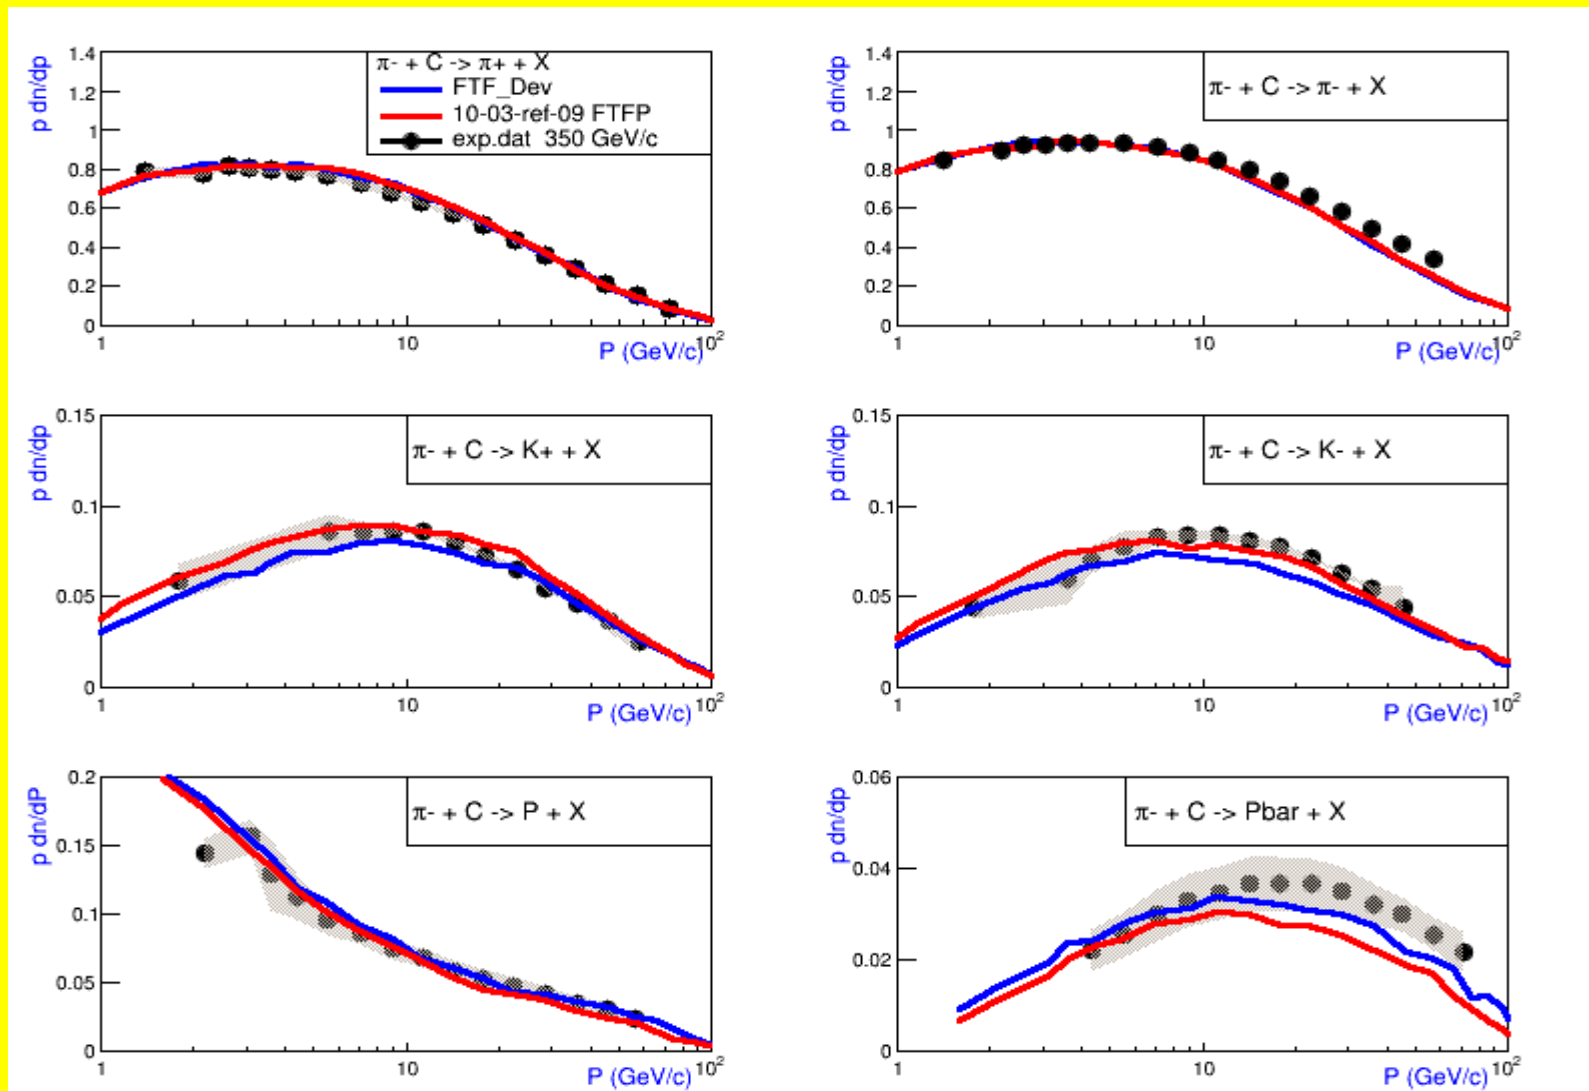 π- + C -> π+ + X
FTF_Dev
10-03-ref-09 FTFP
exp.dat 350 GeV/c
p dn/dp
1.4
1.2
1
0.8
0.6
0.4
0.2
0
1
10
10²
P (GeV/c)
π- + C -> π- + X
p dn/dp
1.4
1.2
1
0.8
0.6
0.4
0.2
0
1
10
10²
P (GeV/c)
π- + C -> K+ + X
p dn/dp
0.15
0.1
0.05
0
1
10
10²
P (GeV/c)
π- + C -> K- + X
p dn/dp
0.15
0.1
0.05
0
1
10
10²
P (GeV/c)
π- + C -> P + X
p dn/dP
0.2
0.15
0.1
0.05
0
1
10
10²
P (GeV/c)
π- + C -> Pbar + X
p dn/dp
0.06
0.04
0.02
0
1
10
10²
P (GeV/c)